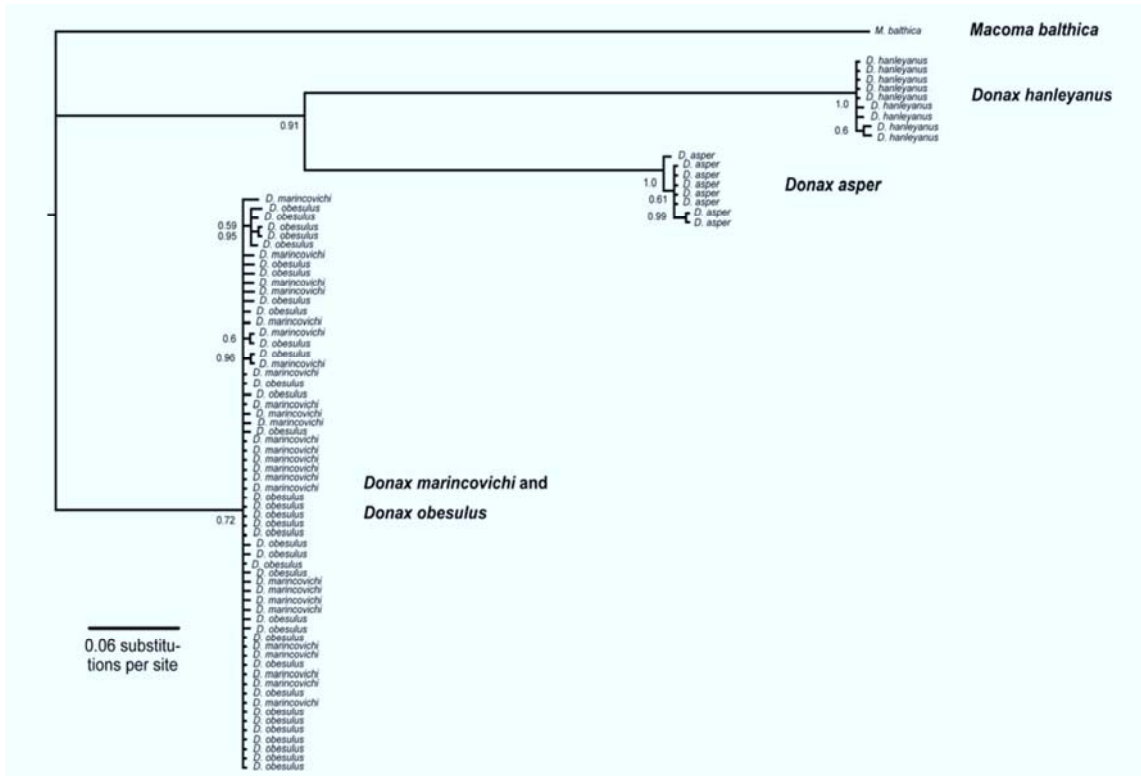 M. balthica
Macoma balthica
D. hanleyanus
D. hanleyanus
D. hanleyanus
D. hanleyanus
D. hanleyanus
D. hanleyanus
D. hanleyanus
D. hanleyanus
D. hanleyanus
1.0
0.6
Donax hanleyanus
0.91
D. asper
D. asper
D. asper
D. asper
D. asper
D. asper
D. asper
D. asper
1.0
0.61
0.99
Donax asper
D. marincovichi
D. obesulus
D. obesulus
D. obesulus
D. obesulus
D. obesulus
0.59
0.95
D. marincovichi
D. obesulus
D. obesulus
D. marincovichi
D. marincovichi
D. obesulus
D. obesulus
D. marincovichi
D. marincovichi
D. obesulus
0.6
D. obesulus
D. marincovichi
0.96
D. marincovichi
D. obesulus
D. obesulus
D. marincovichi
D. marincovichi
D. marincovichi
D. obesulus
D. marincovichi
D. marincovichi
D. marincovichi
D. marincovichi
D. marincovichi
D. marincovichi
D. obesulus
D. obesulus
D. obesulus
D. obesulus
D. obesulus
0.72
Donax marincovichi and
Donax obesulus
D. obesulus
D. obesulus
D. obesulus
D. obesulus
D. marincovichi
D. marincovichi
D. marincovichi
D. marincovichi
D. obesulus
D. obesulus
D. obesulus
D. marincovichi
D. marincovichi
D. obesulus
D. marincovichi
D. marincovichi
D. obesulus
D. marincovichi
D. obesulus
D. obesulus
D. obesulus
D. obesulus
D. obesulus
D. obesulus
D. obesulus
0.06 substitu-
tions per site